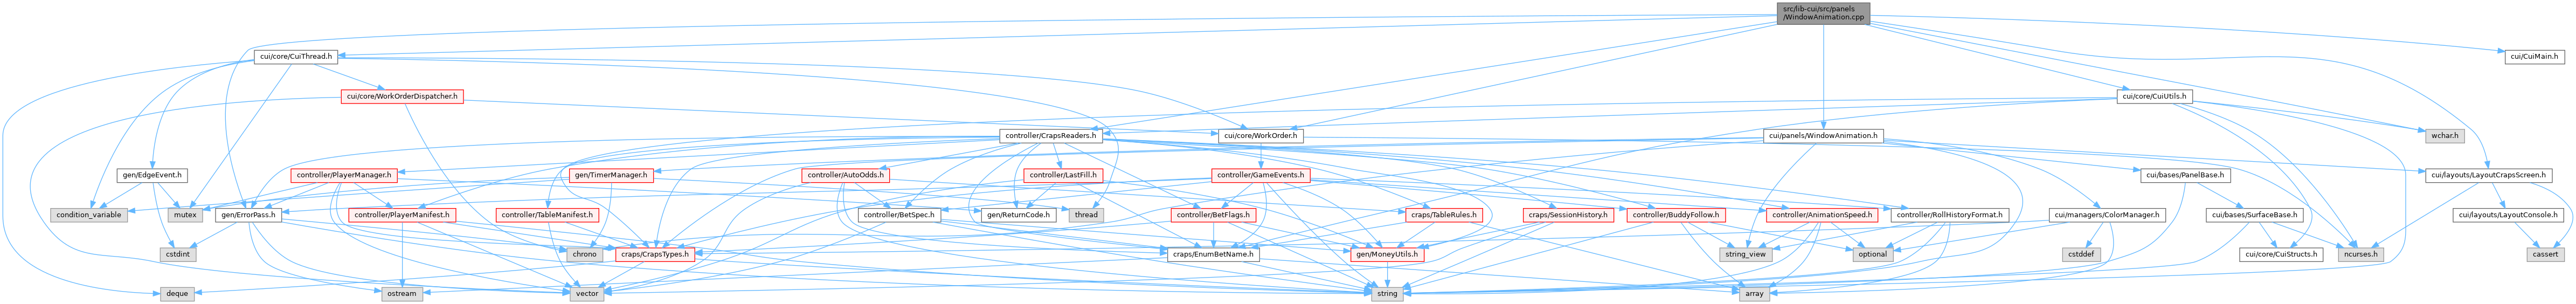 src/lib-cui/src/panels
/WindowAnimation.cpp
cui/core/CuiThread.h
cui/CuiMain.h
cui/core/WorkOrderDispatcher.h
cui/core/CuiUtils.h
controller/CrapsReaders.h
cui/core/WorkOrder.h
cui/panels/WindowAnimation.h
wchar.h
gen/EdgeEvent.h
controller/PlayerManager.h
gen/TimerManager.h
controller/AutoOdds.h
controller/LastFill.h
controller/GameEvents.h
cui/bases/PanelBase.h
cui/layouts/LayoutCrapsScreen.h
condition_variable
mutex
gen/ErrorPass.h
controller/PlayerManifest.h
controller/TableManifest.h
thread
controller/BetSpec.h
gen/ReturnCode.h
controller/BetFlags.h
craps/TableRules.h
craps/SessionHistory.h
controller/BuddyFollow.h
controller/AnimationSpeed.h
controller/RollHistoryFormat.h
cui/managers/ColorManager.h
cui/bases/SurfaceBase.h
cui/layouts/LayoutConsole.h
cstdint
chrono
craps/CrapsTypes.h
craps/EnumBetName.h
gen/MoneyUtils.h
string_view
optional
cstddef
cui/core/CuiStructs.h
ncurses.h
cassert
deque
ostream
vector
string
array